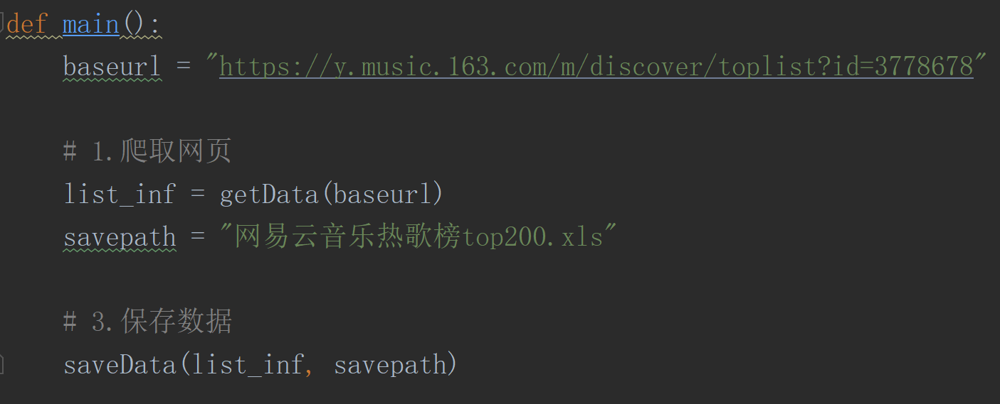 def main():
baseurl = "https://y.music.163.com/m/discover/toplist?id=3778678"
# 1.爬取网页
list_inf = getData(baseurl)
savepath = "网易云音乐热歌榜top200.xls"
# 3.保存数据
saveData(list_inf, savepath)